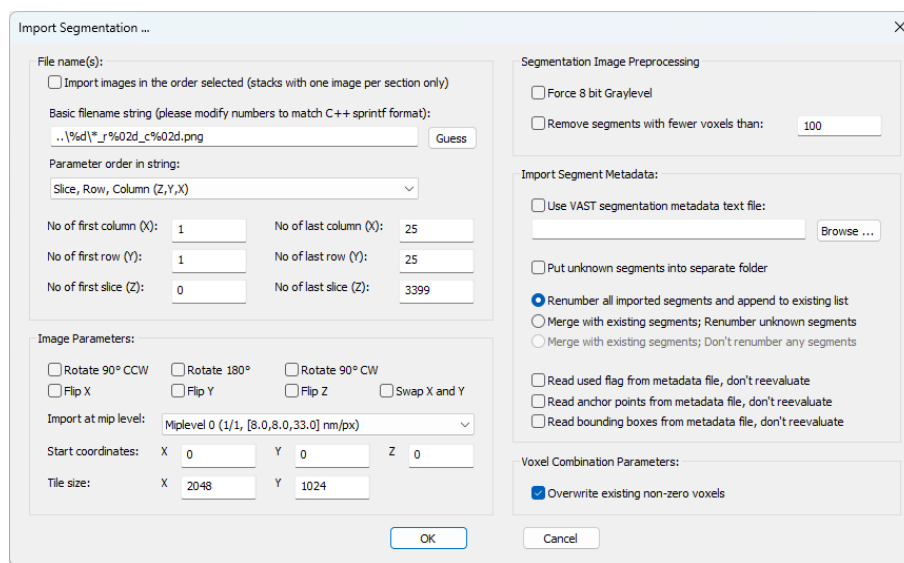 Import Segmentation ...
File name(s):
Import images in the order selected (stacks with one image per section only)
Basic filename string (please modify numbers to match C++ sprintf format):
..\%d\*_r%02d_c%02d.png
Guess
Parameter order in string:
Slice, Row, Column (Z,Y,X)
No of first column (X): 1 No of last column (X): 25
No of first row (Y): 1 No of last row (Y): 25
No of first slice (Z): 0 No of last slice (Z): 3399
Image Parameters:
Rotate 90° CCW Rotate 180° Rotate 90° CW
Flip X Flip Y Flip Z Swap X and Y
Import at mip level: Miplevel 0 (1/1, [8.0,8.0,33.0] nm/px)
Start coordinates: X 0 Y 0 Z 0
Tile size: X 2048 Y 1024
Segmentation Image Preprocessing
Force 8 bit Graylevel
Remove segments with fewer voxels than: 100
Import Segment Metadata:
Use VAST segmentation metadata text file:
Browse ...
Put unknown segments into separate folder
Renumber all imported segments and append to existing list
Merge with existing segments; Renumber unknown segments
Merge with existing segments; Don't renumber any segments
Read used flag from metadata file, don't reevaluate
Read anchor points from metadata file, don't reevaluate
Read bounding boxes from metadata file, don't reevaluate
Voxel Combination Parameters:
Overwrite existing non-zero voxels
OK Cancel